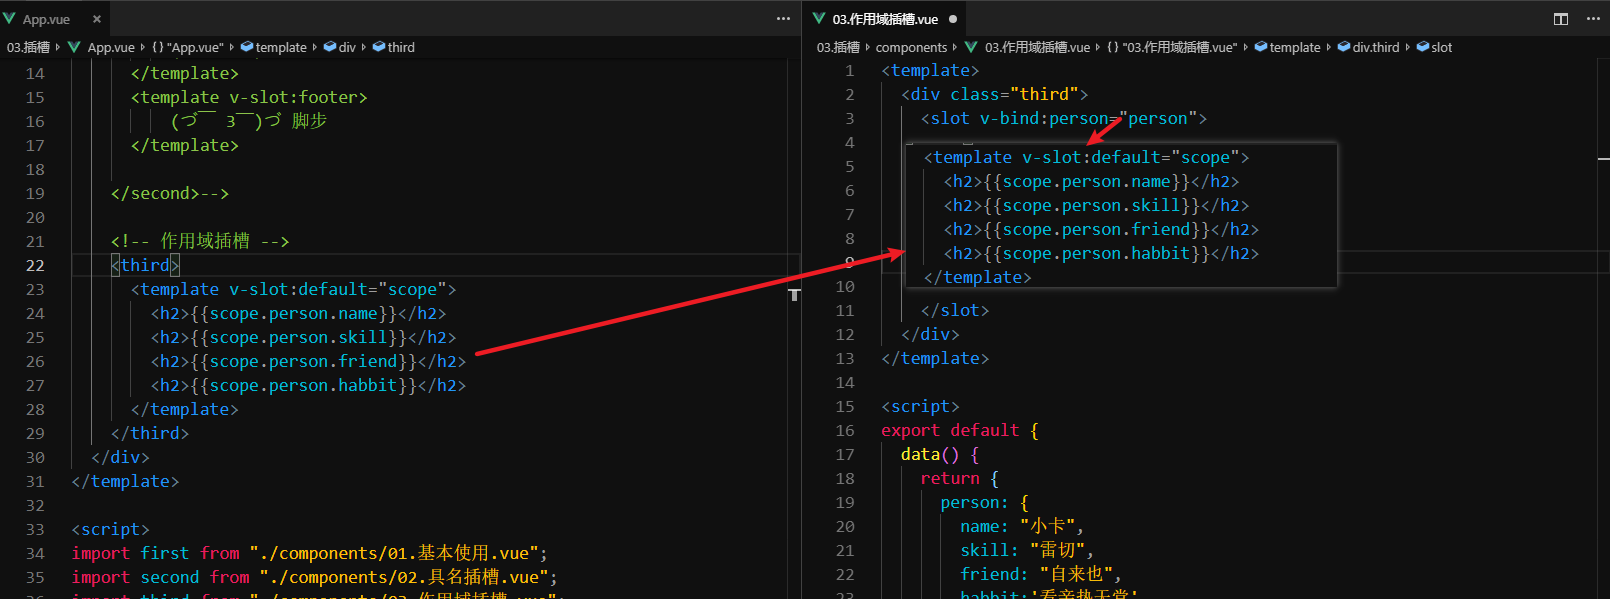 App.vue ×
03.插槽 > App.vue > {} "App.vue" > template > div > third
14 </template>
15 <template v-slot:footer>
16 (づ￣ 3￣)づ 脚步
17 </template>
18
19 </second>-->
20
21 <!-- 作用域插槽 -->
22 <third>
23 <template v-slot:default="scope">
24 <h2>{{scope.person.name}}</h2>
25 <h2>{{scope.person.skill}}</h2>
26 <h2>{{scope.person.friend}}</h2>
27 <h2>{{scope.person.habbit}}</h2>
28 </template>
29 </third>
30 </div>
31 </template>
32
33 <script>
34 import first from "./components/01.基本使用.vue";
35 import second from "./components/02.具名插槽.vue";
03.作用域插槽.vue ●
03.插槽 > components > 03.作用域插槽.vue > {} "03.作用域插槽.vue" > template > div.third > slot
1 <template>
2 <div class="third">
3 <slot v-bind:person="person">
4
5 <template v-slot:default="scope">
6 <h2>{{scope.person.name}}</h2>
7 <h2>{{scope.person.skill}}</h2>
8 <h2>{{scope.person.friend}}</h2>
9 <h2>{{scope.person.habbit}}</h2>
10 </template>
11 </slot>
12 </div>
13 </template>
14
15 <script>
16 export default {
17 data() {
18 return {
19 person: {
20 name: "小卡",
21 skill: "雷切",
22 friend: "自来也",